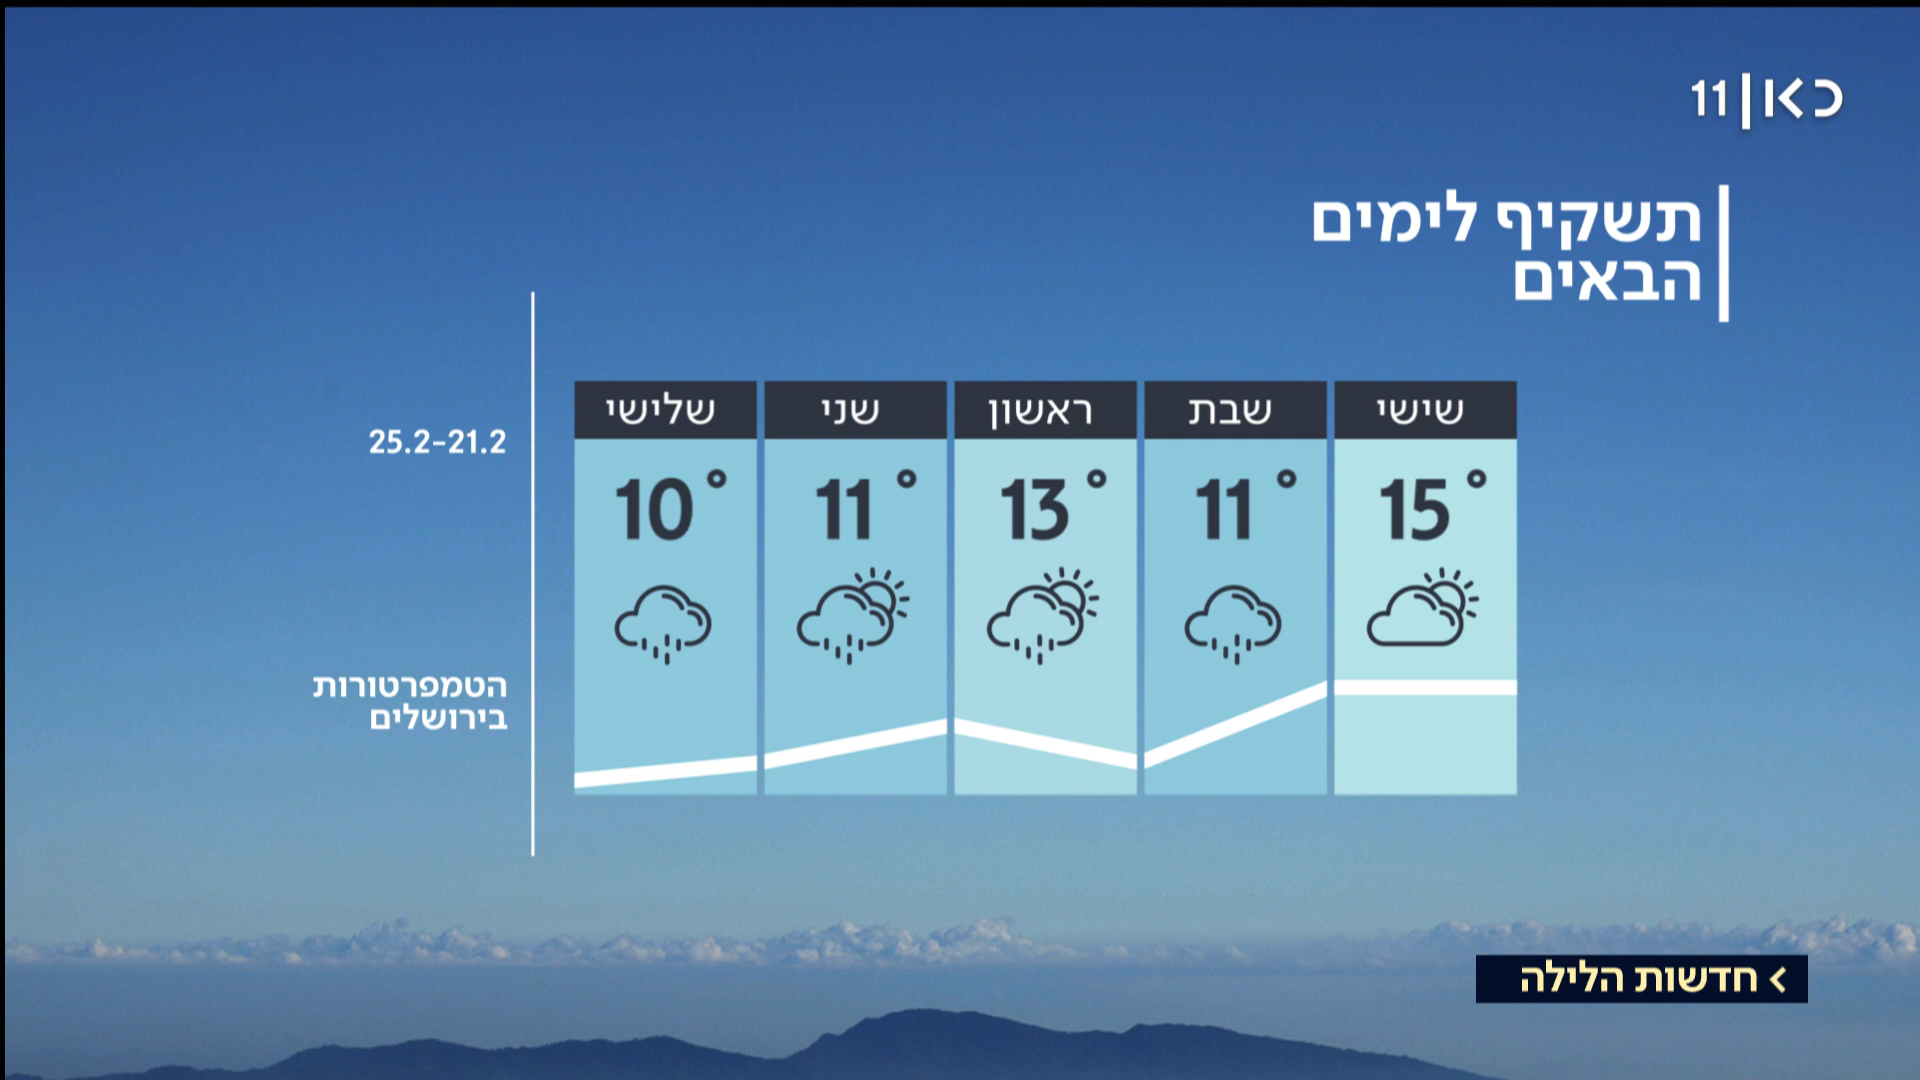 כאן | 11
תשקיף לימים
הבאים
שישי
שבת
ראשון
שני
שלישי
15°
11°
13°
11°
10°
25.2-21.2
הטמפרטורות
בירושלים
חדשות הלילה